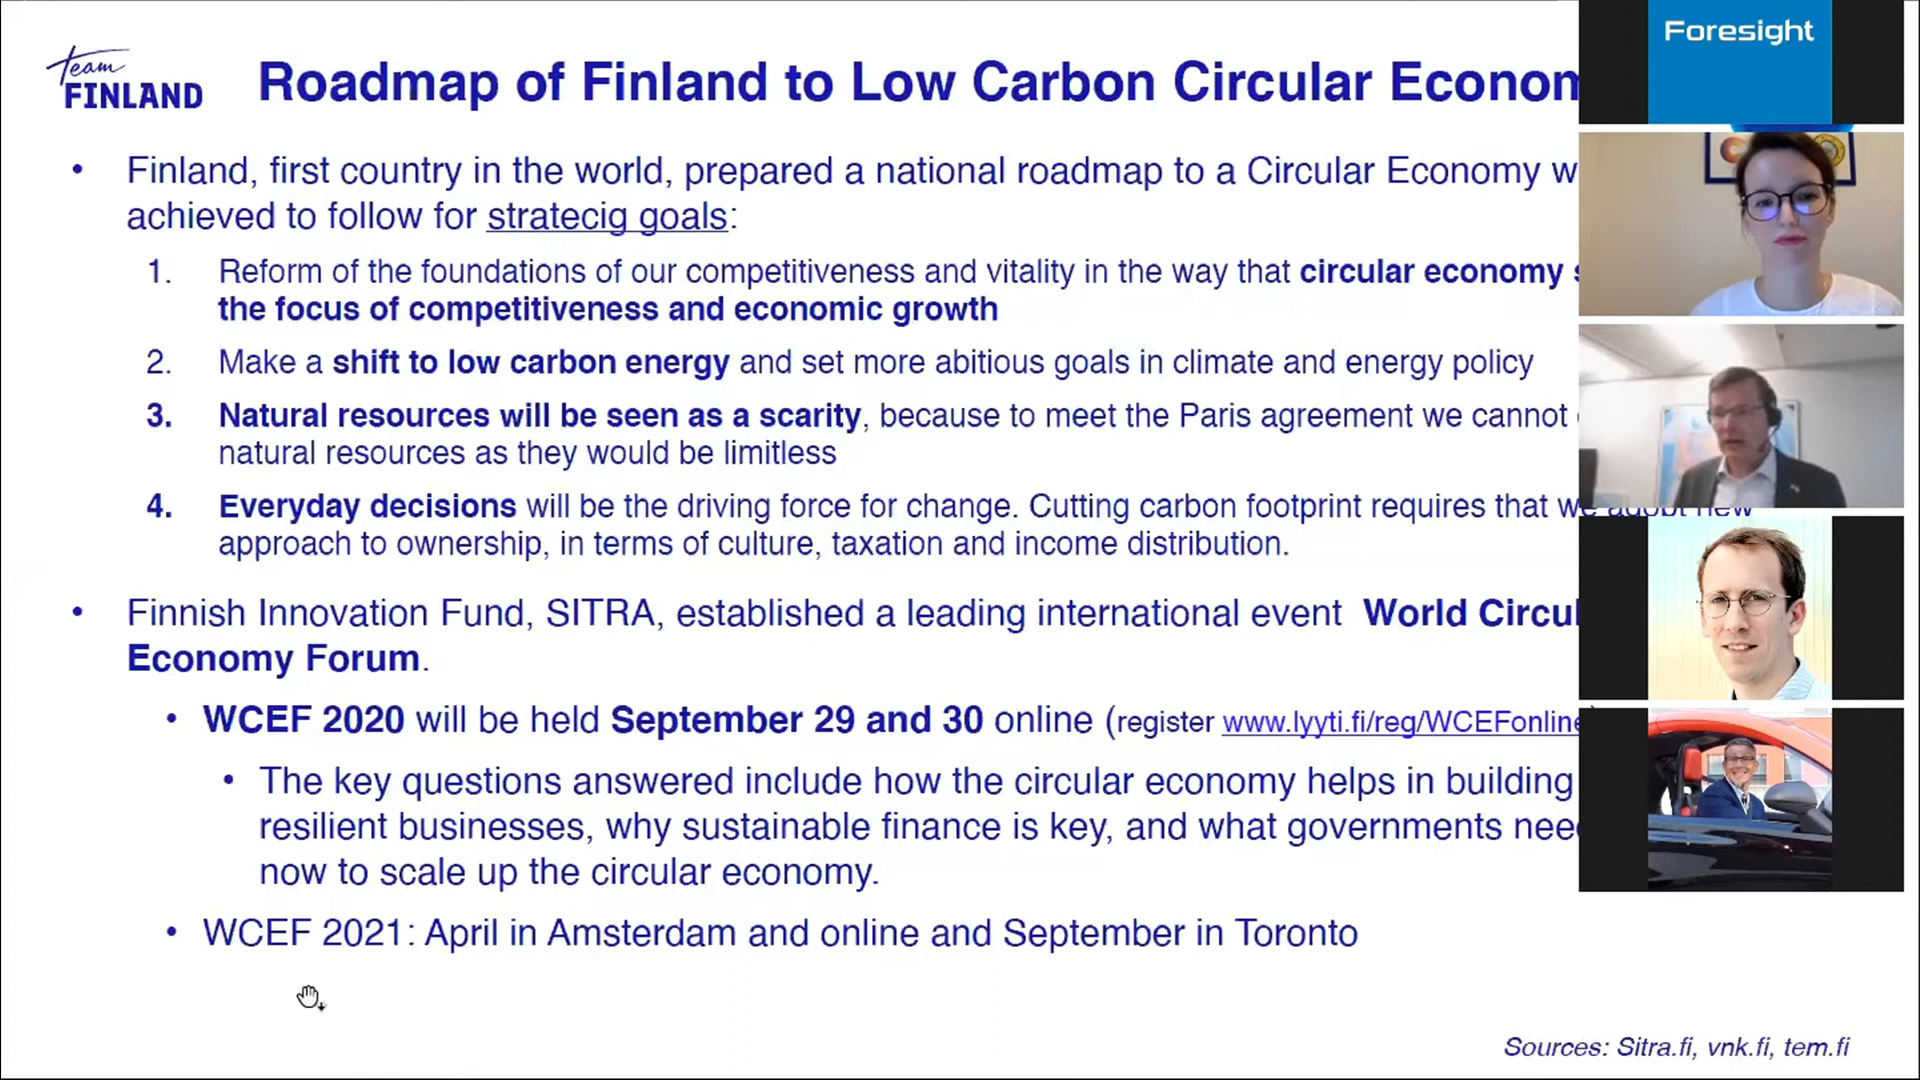 team
FINLAND
Roadmap of Finland to Low Carbon Circular Econom
Foresight
• Finland, first country in the world, prepared a national roadmap to a Circular Economy w
achieved to follow for stratecig goals:
1. Reform of the foundations of our competitiveness and vitality in the way that circular economy
the focus of competitiveness and economic growth
2. Make a shift to low carbon energy and set more abitious goals in climate and energy policy
3. Natural resources will be seen as a scarity, because to meet the Paris agreement we cannot
natural resources as they would be limitless
4. Everyday decisions will be the driving force for change. Cutting carbon footprint requires that we adopt new
approach to ownership, in terms of culture, taxation and income distribution.
• Finnish Innovation Fund, SITRA, established a leading international event World Circul
Economy Forum.
• WCEF 2020 will be held September 29 and 30 online (register www.lyyti.fi/reg/WCEFonline)
• The key questions answered include how the circular economy helps in building
resilient businesses, why sustainable finance is key, and what governments nee
now to scale up the circular economy.
• WCEF 2021: April in Amsterdam and online and September in Toronto
Sources: Sitra.fi, vnk.fi, tem.fi